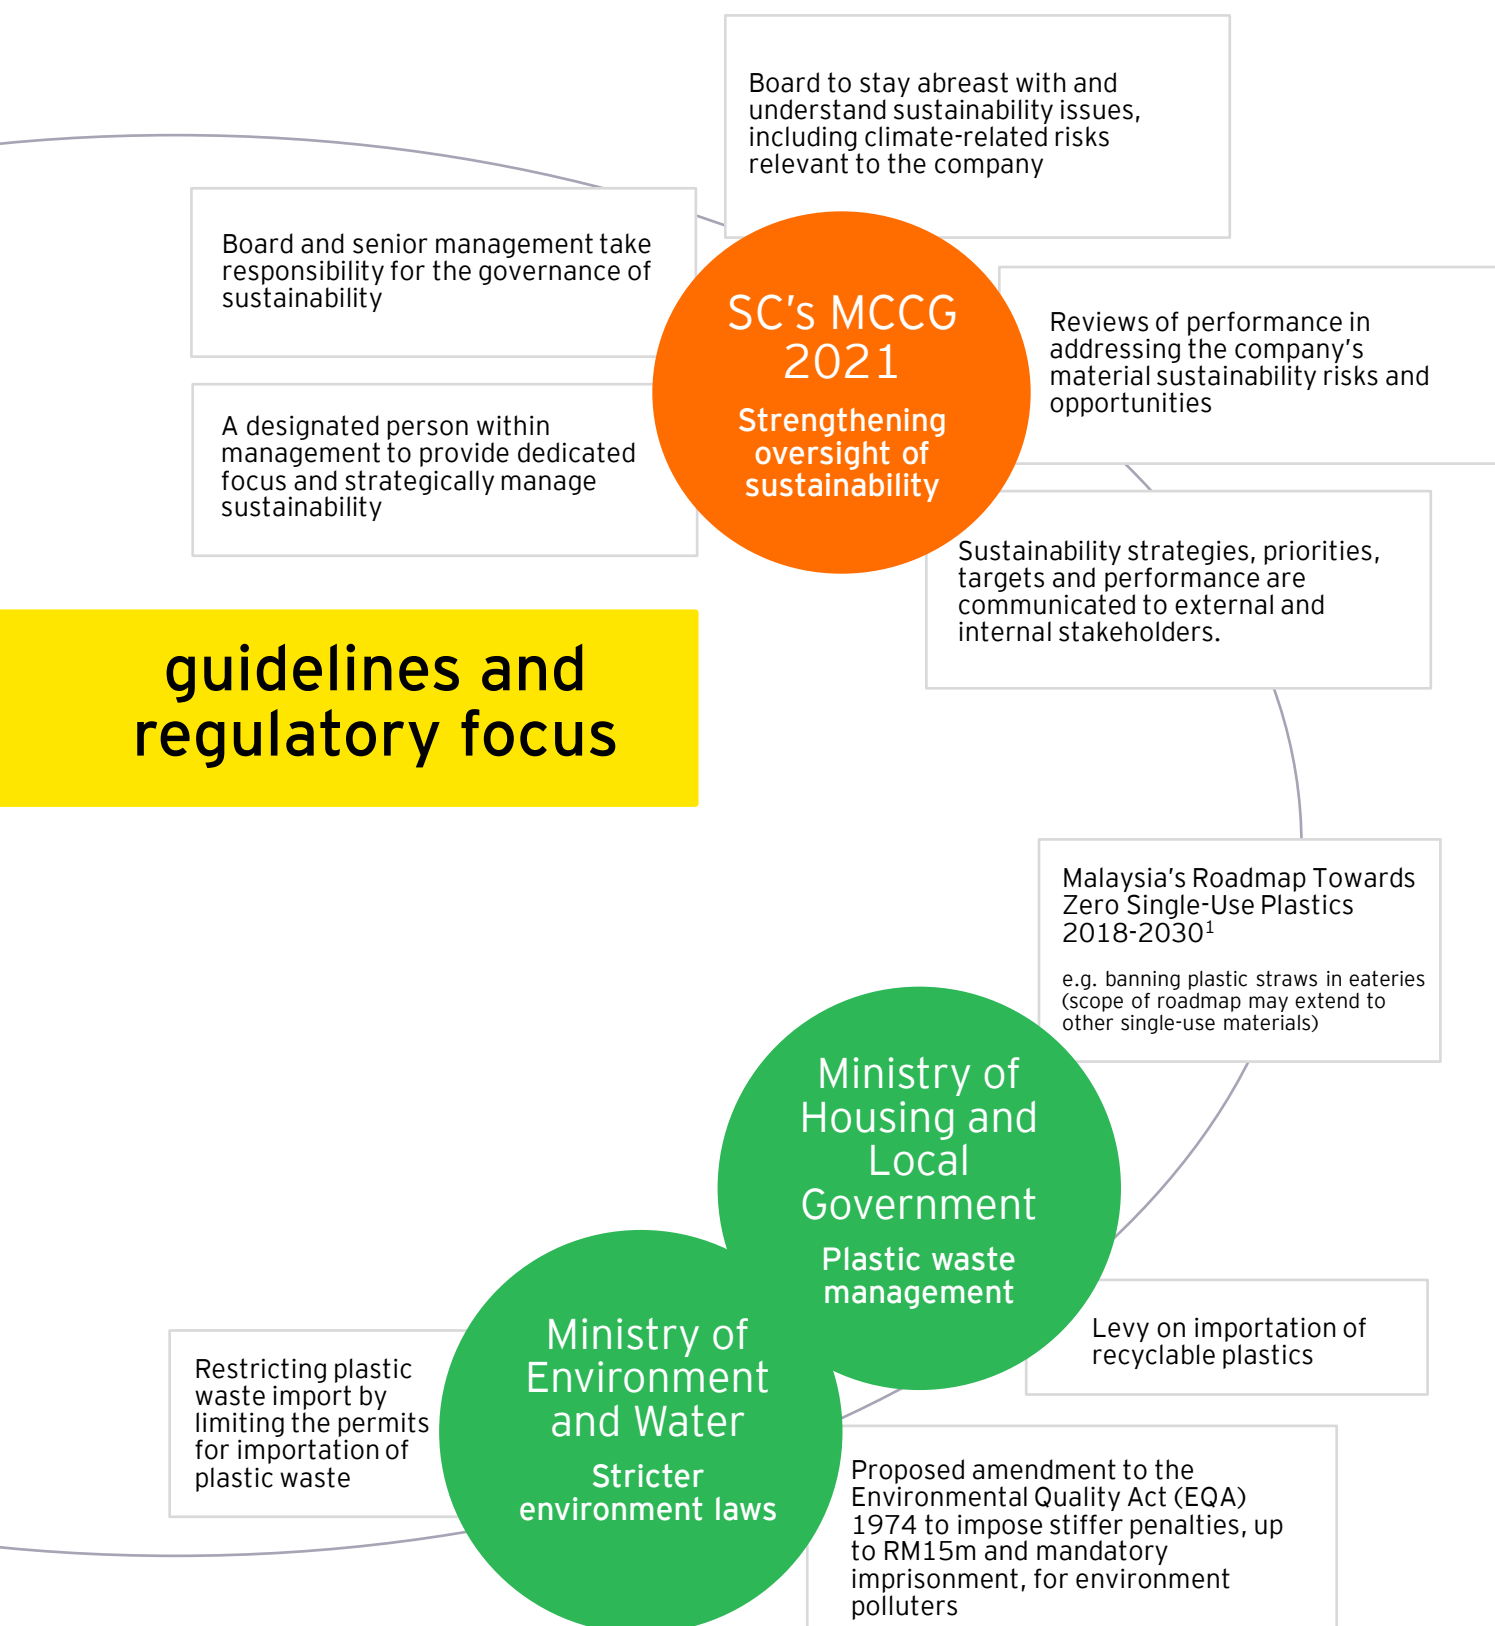 Board to stay abreast with and
understand sustainability issues,
including climate-related risks
relevant to the company
Board and senior management take
responsibility for the governance of
sustainability
SC's MCCG
2021
Strengthening
oversight of
sustainability
Reviews of performance in
addressing the company's
material sustainability risks and
opportunities
A designated person within
management to provide dedicated
focus and strategically manage
sustainability
Sustainability strategies, priorities,
targets and performance are
communicated to external and
internal stakeholders.
guidelines and
regulatory focus
Malaysia's Roadmap Towards
Zero Single-Use Plastics
2018-2030¹
e.g. banning plastic straws in eateries
(scope of roadmap may extend to
other single-use materials)
Ministry of
Housing and
Local
Government
Plastic waste
management
Levy on importation of
recyclable plastics
Ministry of
Environment
and Water
Stricter
environment laws
Restricting plastic
waste import by
limiting the permits
for importation of
plastic waste
Proposed amendment to the
Environmental Quality Act (EQA)
1974 to impose stiffer penalties, up
to RM15m and mandatory
imprisonment, for environment
polluters